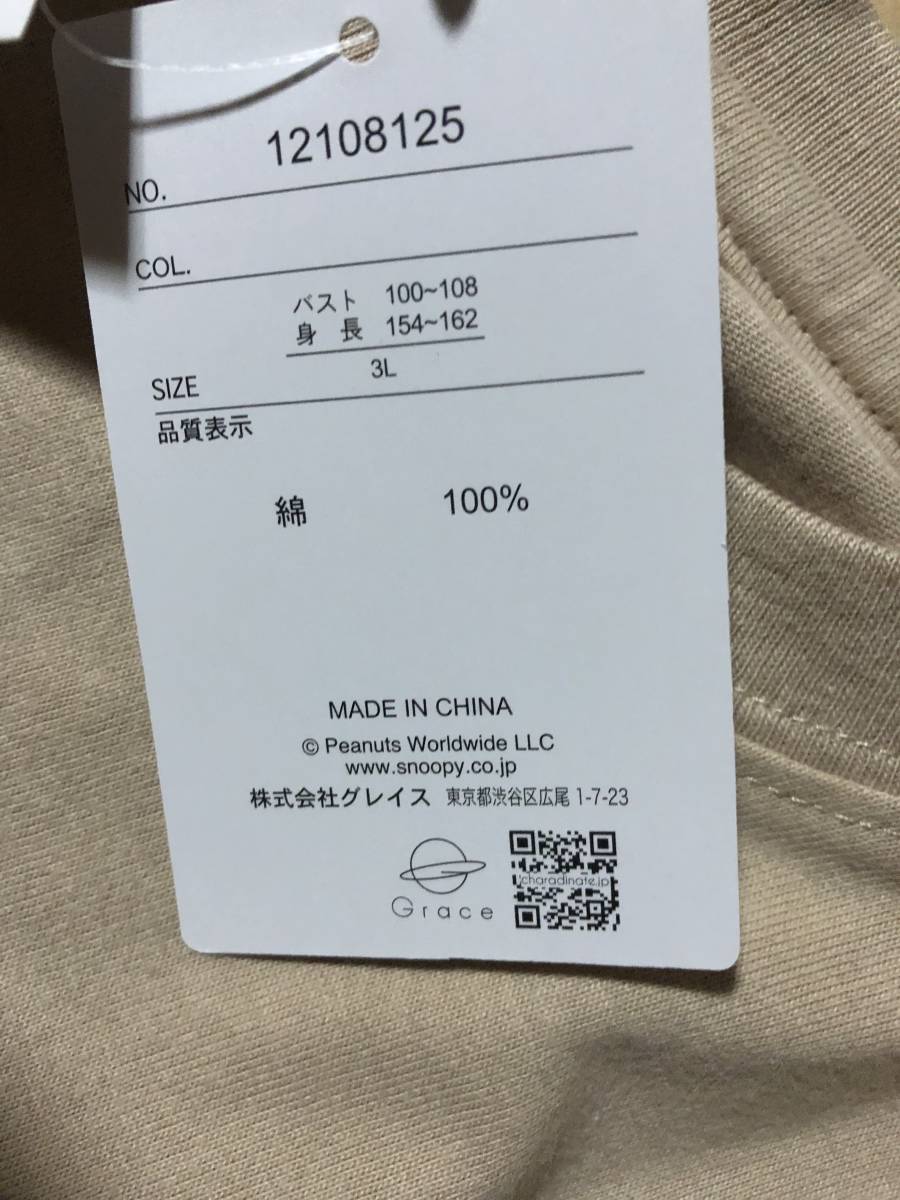 NO. 12108125
COL.
バスト 100~108
身長 154~162
SIZE 3L
品質表示
綿 100%
MADE IN CHINA
© Peanuts Worldwide LLC
www.snoopy.co.jp
株式会社グレイス 東京都渋谷区広尾 1-7-23
charadinate.jp
Grace